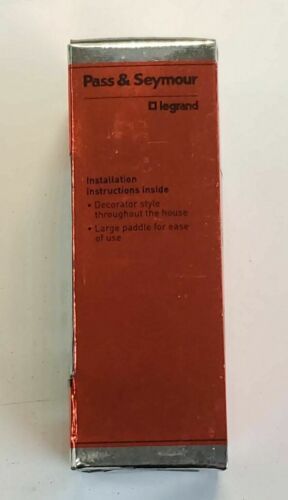 Pass & Seymour
legrand
Installation
instructions inside
• Decorator style
throughout the house
• Large paddle for ease
of use